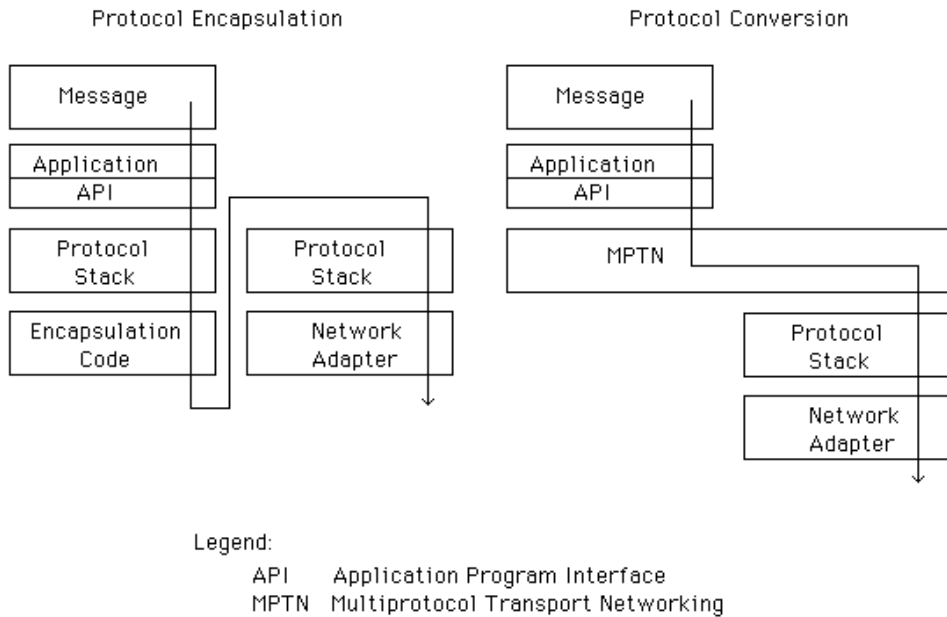 Protocol Encapsulation
Message
Application
API
Protocol
Stack
Encapsulation
Code
Protocol
Stack
Network
Adapter
Protocol Conversion
Message
Application
API
MPTN
Protocol
Stack
Network
Adapter
Legend:
API Application Program Interface
MPTN Multiprotocol Transport Networking